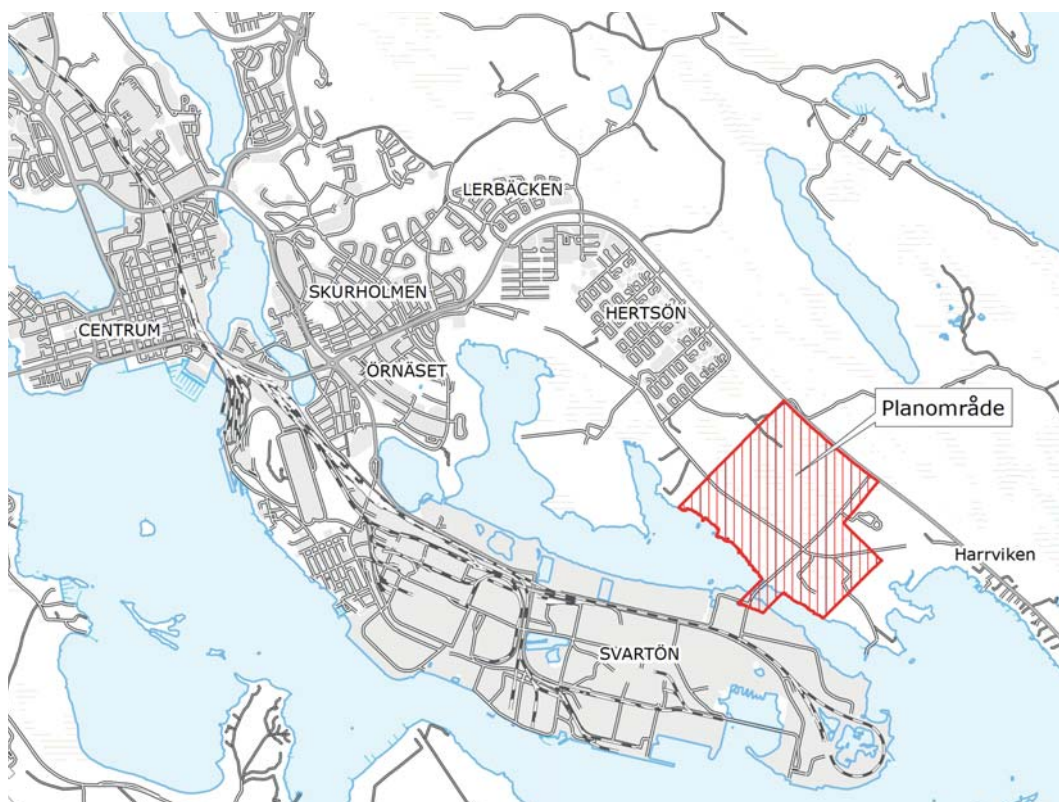 LERBÄCKEN
SKURHOLMEN
HERTSÖN
CENTRUM
ÖRNÄSET
Planområde
Harrviken
SVARTÖN